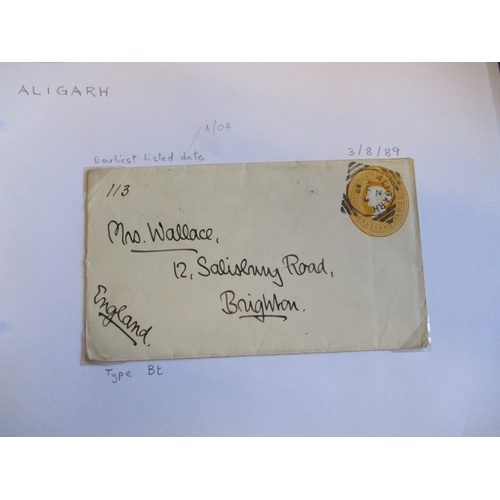 ALIGARH
1/04
Earliest listed date
3/8/89
113
ALIGARH
Mrs. Wallace,
12, Salisbury Road,
Brighton.
England.
Type Bt